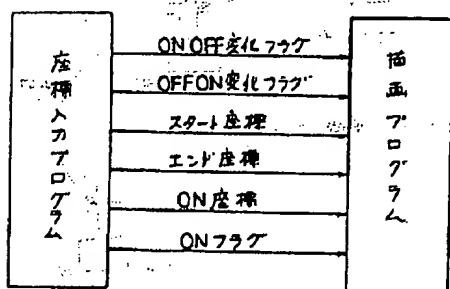 座標入力プログラム
ON OFF変化フラグ
OFFON変化フラグ
スタート座標
エンド座標
ON座標
ONフラグ
描画プログラム